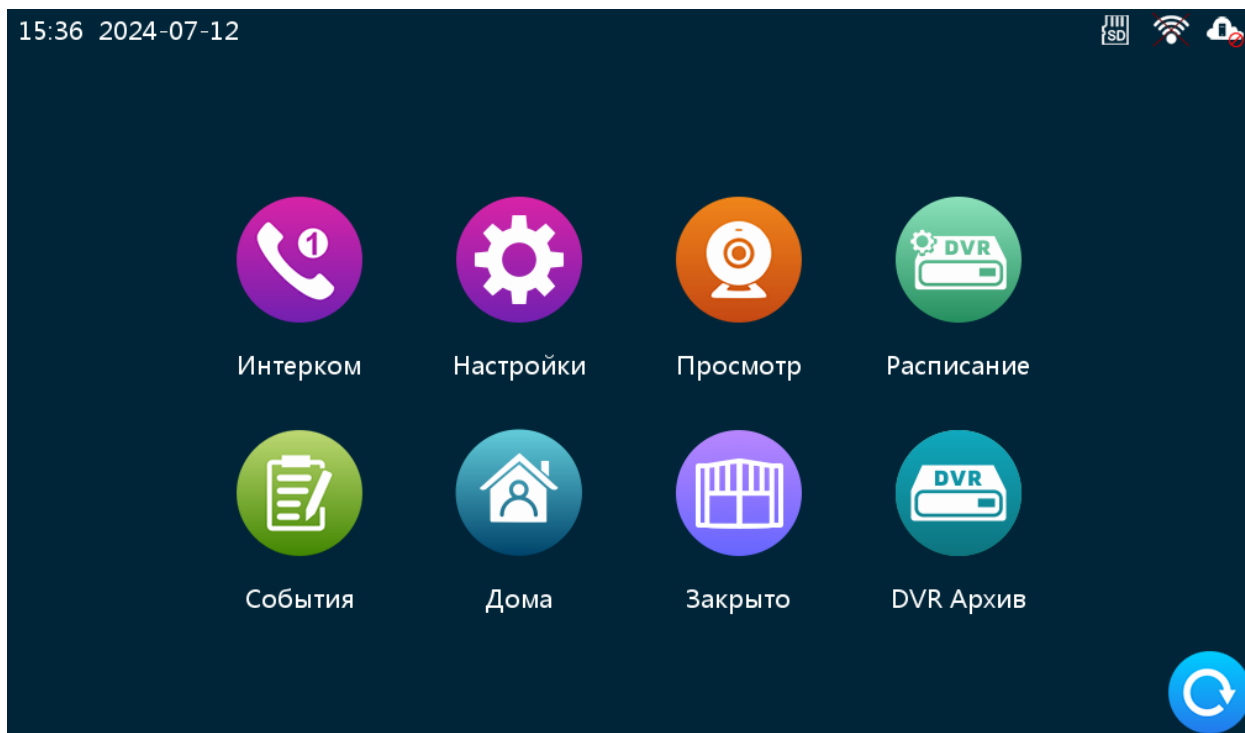 15:36 2024-07-12
SD
1
DVR
Интерком
Настройки
Просмотр
Расписание
DVR
События
Дома
Закрыто
DVR Архив